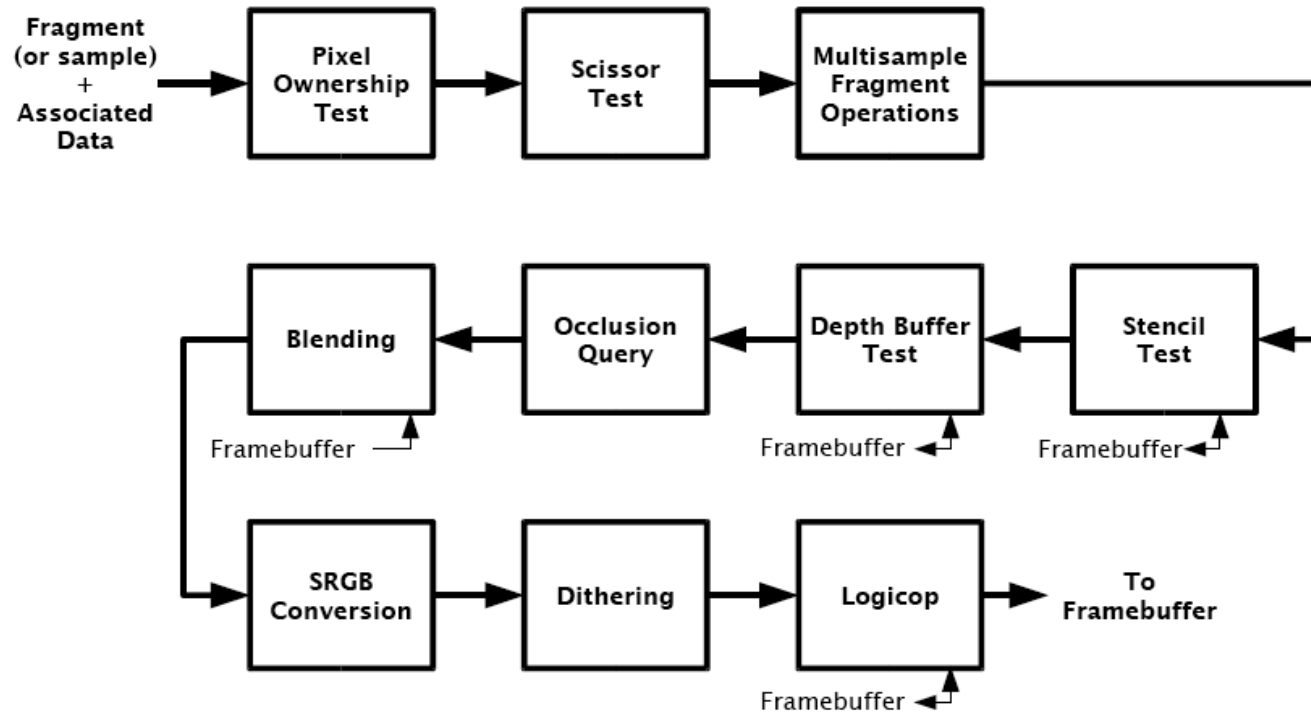 Fragment
(or sample)
+
Associated
Data
Pixel
Ownership
Test
Scissor
Test
Multisample
Fragment
Operations
Blending
Occlusion
Query
Depth Buffer
Test
Stencil
Test
Framebuffer
Framebuffer
Framebuffer
SRGB
Conversion
Dithering
Logicop
To
Framebuffer
Framebuffer